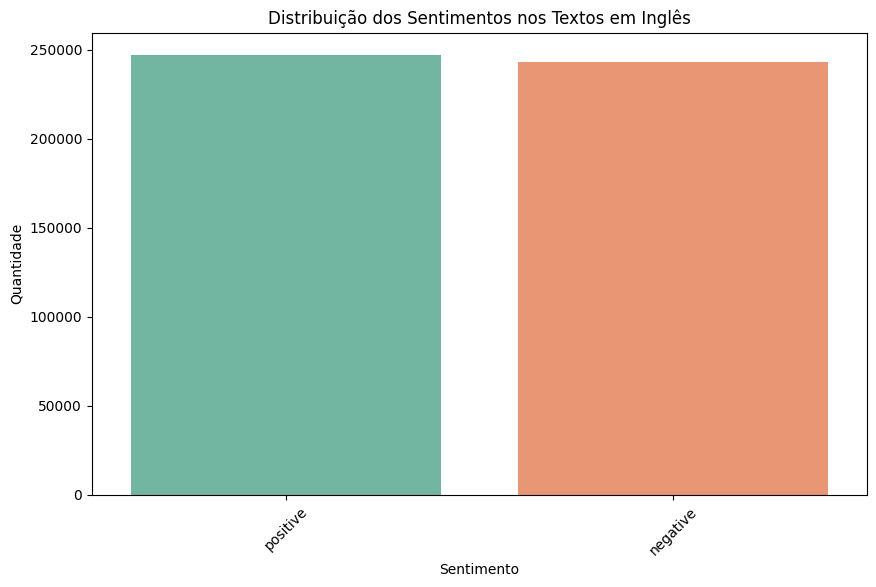 Distribuição dos Sentimentos nos Textos em Inglês
250000
200000
150000
100000
50000
0
Quantidade
positive
negative
Sentimento